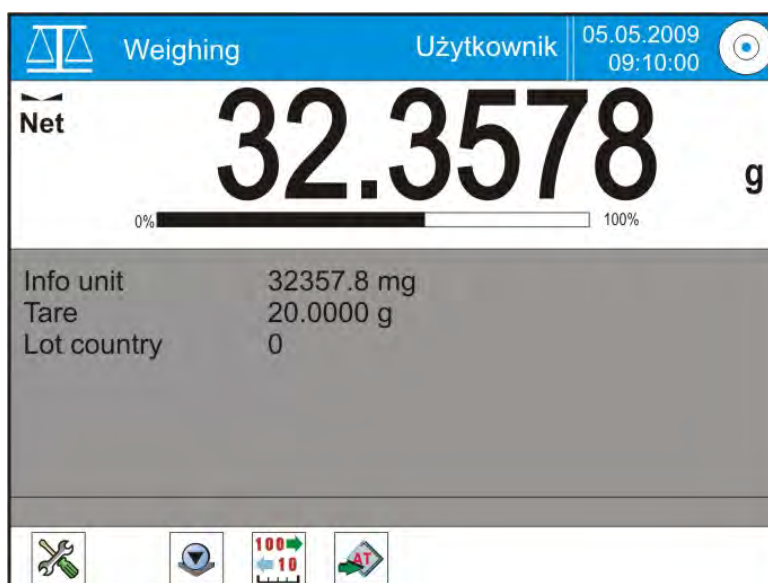 Weighing Użytkownik 05.05.2009
09:10:00
Net
32.3578 g
0% 100%
Info unit 32357.8 mg
Tare 20.0000 g
Lot country 0
100
10
AT